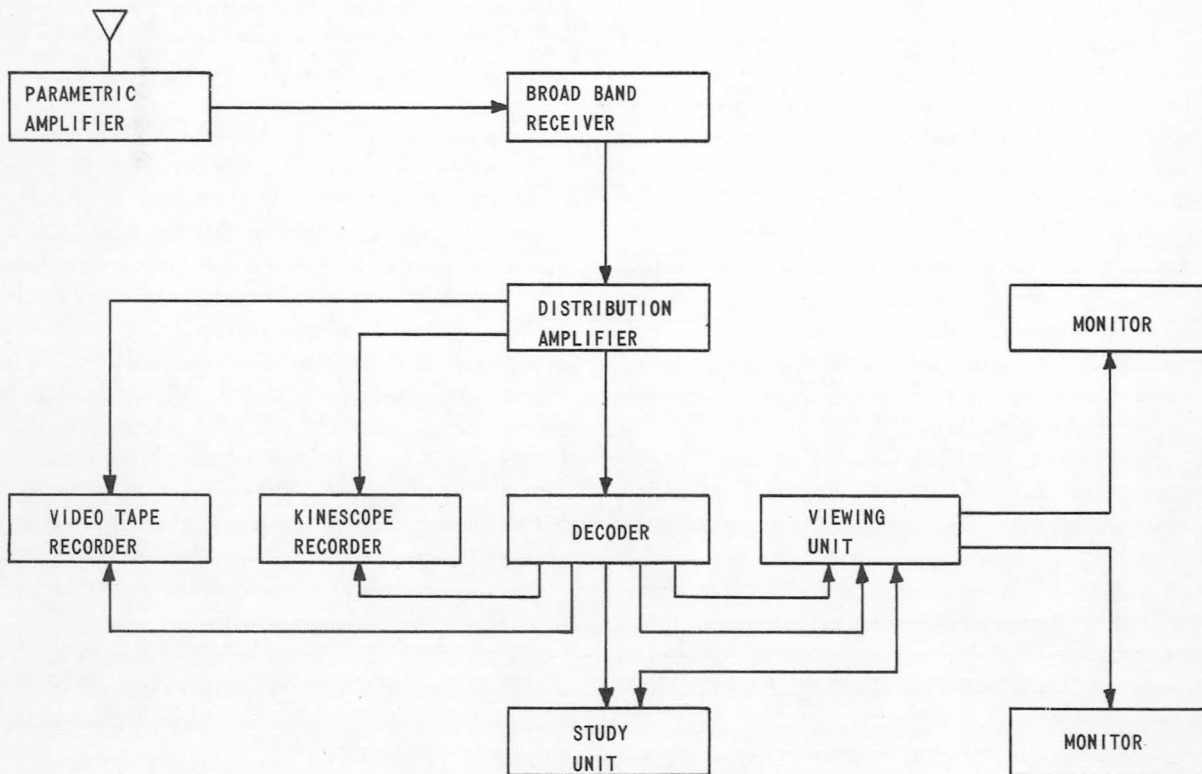 PARAMETRIC
AMPLIFIER
BROAD BAND
RECEIVER
DISTRIBUTION
AMPLIFIER
MONITOR
VIDEO TAPE
RECORDER
KINESCOPE
RECORDER
DECODER
VIEWING
UNIT
STUDY
UNIT
MONITOR